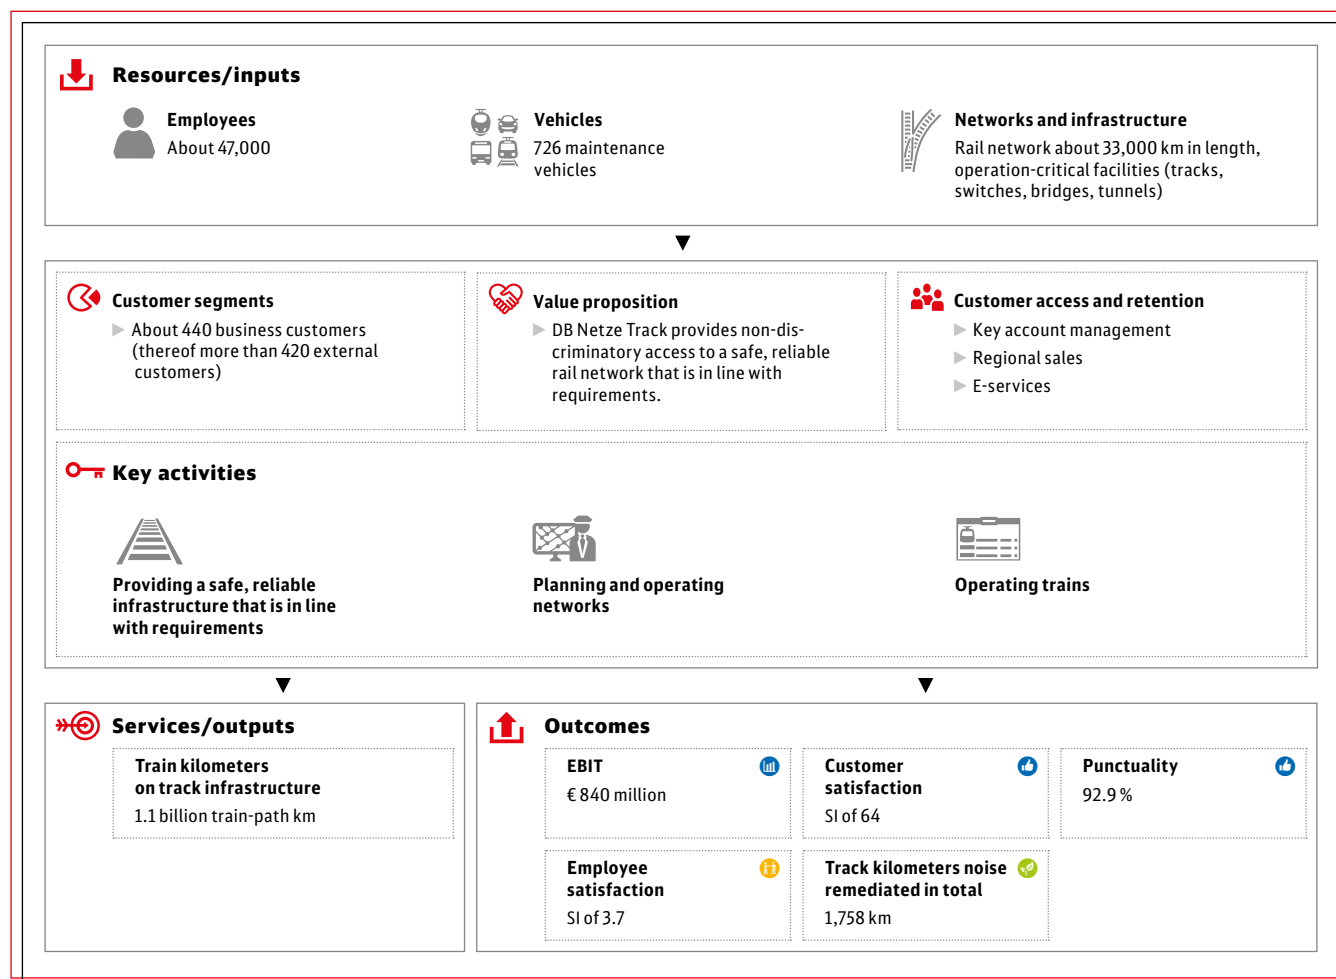 Resources/inputs
Employees
About 47,000
Vehicles
726 maintenance
vehicles
Networks and infrastructure
Rail network about 33,000 km in length,
operation-critical facilities (tracks,
switches, bridges, tunnels)
Customer segments
About 440 business customers
(thereof more than 420 external
customers)
Value proposition
DB Netze Track provides non-dis-
criminatory access to a safe, reliable
rail network that is in line with
requirements.
Customer access and retention
Key account management
Regional sales
E-services
Key activities
Providing a safe, reliable
infrastructure that is in line
with requirements
Planning and operating
networks
Operating trains
Services/outputs
Train kilometers
on track infrastructure
1.1 billion train-path km
Outcomes
EBIT
€ 840 million
Customer
satisfaction
SI of 64
Punctuality
92.9 %
Employee
satisfaction
SI of 3.7
Track kilometers noise
remediated in total
1,758 km